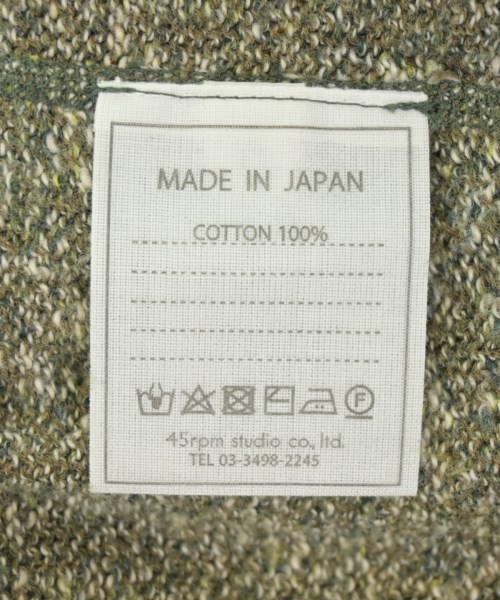 MADE IN JAPAN
COTTON 100%
F
45rpm studio co., ltd.
TEL 03-3498-2245